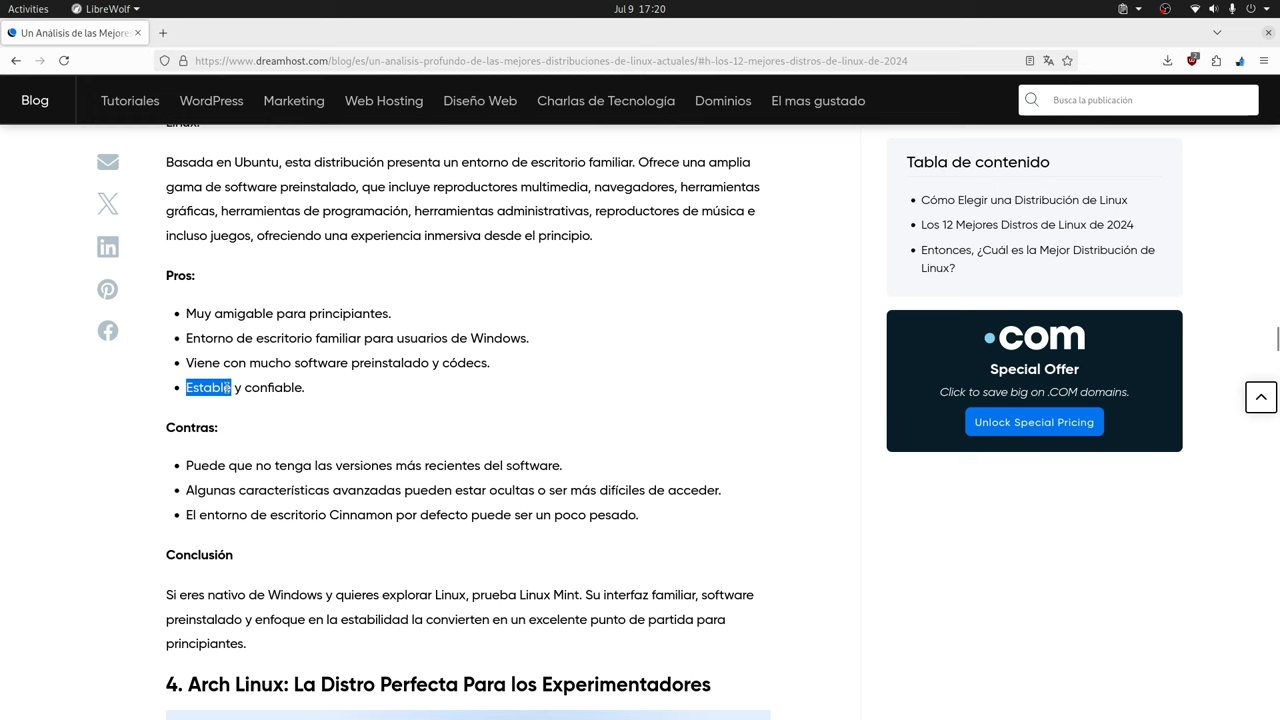 Activities
LibreWolf
Jul 9 17:20
Un Análisis de las Mejores
https://www.dreamhost.com/blog/es/un-analisis-profundo-de-las-mejores-distribuciones-de-linux-actuales/#h-los-12-mejores-distros-de-linux-de-2024
Blog
Tutoriales
WordPress
Marketing
Web Hosting
Diseño Web
Charlas de Tecnología
Dominios
El mas gustado
Busca la publicación
Linux.
Basada en Ubuntu, esta distribución presenta un entorno de escritorio familiar. Ofrece una amplia
gama de software preinstalado, que incluye reproductores multimedia, navegadores, herramientas
gráficas, herramientas de programación, herramientas administrativas, reproductores de música e
incluso juegos, ofreciendo una experiencia inmersiva desde el principio.
Pros:
• Muy amigable para principiantes.
• Entorno de escritorio familiar para usuarios de Windows.
• Viene con mucho software preinstalado y códecs.
• Estable y confiable.
Contras:
• Puede que no tenga las versiones más recientes del software.
• Algunas características avanzadas pueden estar ocultas o ser más difíciles de acceder.
• El entorno de escritorio Cinnamon por defecto puede ser un poco pesado.
Conclusión
Si eres nativo de Windows y quieres explorar Linux, prueba Linux Mint. Su interfaz familiar, software
preinstalado y enfoque en la estabilidad la convierten en un excelente punto de partida para
principiantes.
4. Arch Linux: La Distro Perfecta Para los Experimentadores
Tabla de contenido
• Cómo Elegir una Distribución de Linux
• Los 12 Mejores Distros de Linux de 2024
• Entonces, ¿Cuál es la Mejor Distribución de
Linux?
.com
Special Offer
Click to save big on .COM domains.
Unlock Special Pricing